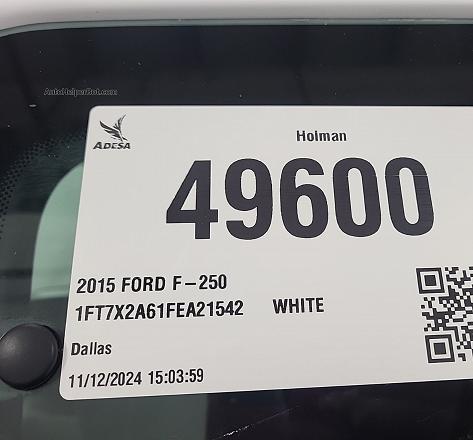 AutoHelperBot.com
ADESA
Holman
49600
2015 FORD F-250
1FT7X2A61FEA21542 WHITE
Dallas
11/12/2024 15:03:59